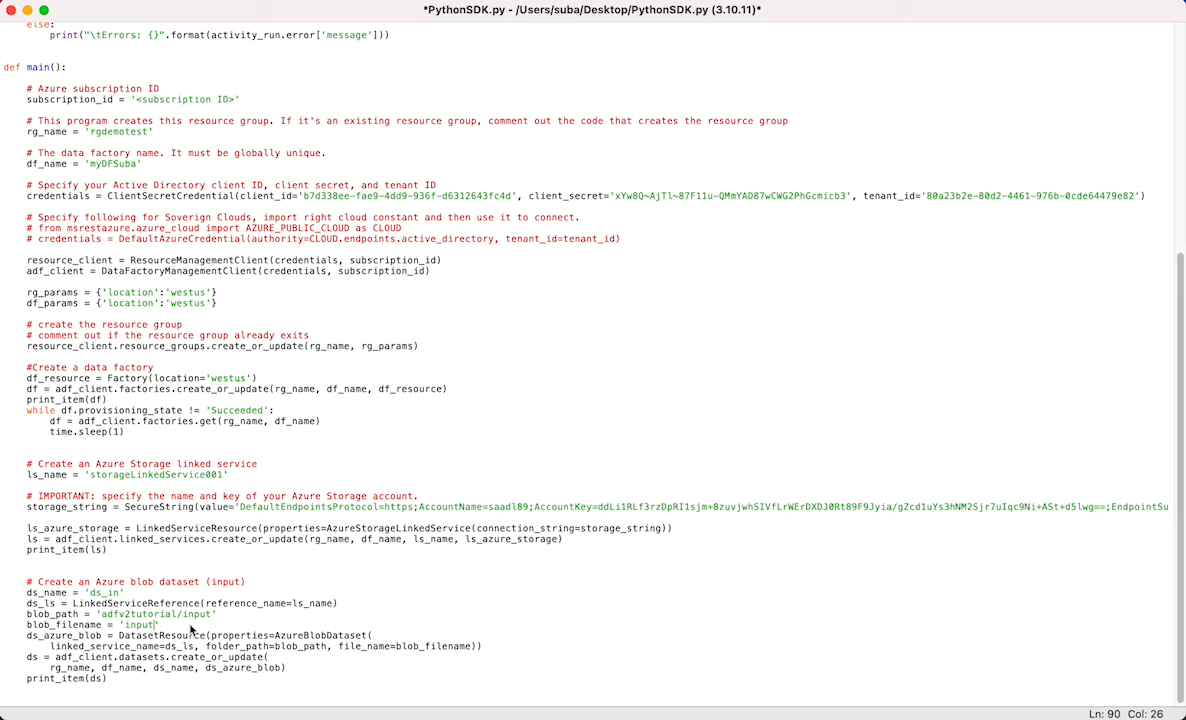 *PythonSDK.py - /Users/suba/Desktop/PythonSDK.py (3.10.11)*
else:
print("\tErrors: {}".format(activity_run.error['message']))
def main():
# Azure subscription ID
subscription_id = '<subscription ID>'
# This program creates this resource group. If it's an existing resource group, comment out the code that creates the resource group
rg_name = 'rgdemotest'
# The data factory name. It must be globally unique.
df_name = 'myDFSuba'
# Specify your Active Directory client ID, client secret, and tenant ID
credentials = ClientSecretCredential(client_id='b7d338ee-fae9-4dd9-936f-d6312643fc4d', client_secret='xYw8Q~AjTl~87F11u-QMmYAD87wCWG2PhGcmicb3', tenant_id='80a23b2e-80d2-4461-976b-0cde64479e82')
# Specify following for Soverign Clouds, import right cloud constant and then use it to connect.
# from msrestazure.azure_cloud import AZURE_PUBLIC_CLOUD as CLOUD
# credentials = DefaultAzureCredential(authority=CLOUD.endpoints.active_directory, tenant_id=tenant_id)
resource_client = ResourceManagementClient(credentials, subscription_id)
adf_client = DataFactoryManagementClient(credentials, subscription_id)
rg_params = {'location':'westus'}
df_params = {'location':'westus'}
# create the resource group
# comment out if the resource group already exits
resource_client.resource_groups.create_or_update(rg_name, rg_params)
#Create a data factory
df_resource = Factory(location='westus')
df = adf_client.factories.create_or_update(rg_name, df_name, df_resource)
print_item(df)
while df.provisioning_state != 'Succeeded':
df = adf_client.factories.get(rg_name, df_name)
time.sleep(1)
# Create an Azure Storage linked service
ls_name = 'storageLinkedService001'
# IMPORTANT: specify the name and key of your Azure Storage account.
storage_string = SecureString(value='DefaultEndpointsProtocol=https;AccountName=saadl89;AccountKey=ddLi1RLf3rzDpRI1sjm+8zuvjwhSIVfLrWErDXDJ0Rt89F9Jyia/gZcd1uYs3hNM2Sjr7uIqc9Ni+ASt+d5lwg==;EndpointSu
ls_azure_storage = LinkedServiceResource(properties=AzureStorageLinkedService(connection_string=storage_string))
ls = adf_client.linked_services.create_or_update(rg_name, df_name, ls_name, ls_azure_storage)
print_item(ls)
# Create an Azure blob dataset (input)
ds_name = 'ds_in'
ds_ls = LinkedServiceReference(reference_name=ls_name)
blob_path = 'adfv2tutorial/input'
blob_filename = 'input'
ds_azure_blob = DatasetResource(properties=AzureBlobDataset(
linked_service_name=ds_ls, folder_path=blob_path, file_name=blob_filename))
ds = adf_client.datasets.create_or_update(
rg_name, df_name, ds_name, ds_azure_blob)
print_item(ds)
Ln: 90 Col: 26